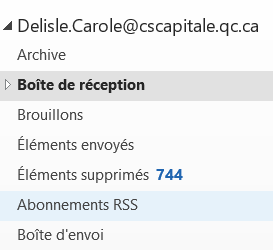 Delisle.Carole@cscapitale.qc.ca
Archive
Boîte de réception
Brouillons
Éléments envoyés
Éléments supprimés 744
Abonnements RSS
Boîte d'envoi